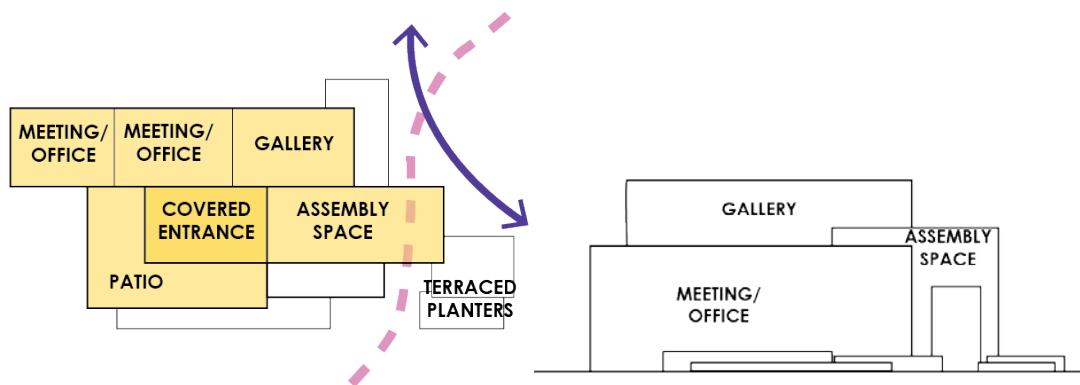 MEETING/
OFFICE
MEETING/
OFFICE
GALLERY
COVERED
ENTRANCE
ASSEMBLY
SPACE
PATIO
TERRACED
PLANTERS
GALLERY
ASSEMBLY
SPACE
MEETING/
OFFICE